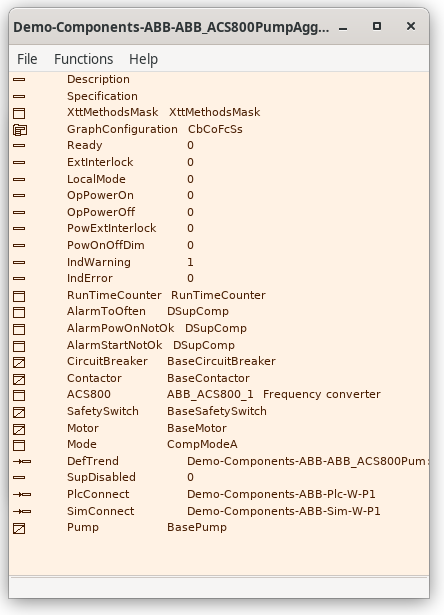 Demo-Components-ABB-ABB_ACS800PumpAgg...
File Functions Help
Description
Specification
XttMethodsMask XttMethodsMask
GraphConfiguration CbCoFcSs
Ready 0
ExtInterlock 0
LocalMode 0
OpPowerOn 0
OpPowerOff 0
PowExtInterlock 0
PowOnOffDim 0
IndWarning 1
IndError 0
RunTimeCounter RunTimeCounter
AlarmToOften DSupComp
AlarmPowOnNotOk DSupComp
AlarmStartNotOk DSupComp
CircuitBreaker BaseCircuitBreaker
Contactor BaseContactor
ACS800 ABB_ACS800_1 Frequency converter
SafetySwitch BaseSafetySwitch
Motor BaseMotor
Mode CompModeA
DefTrend Demo-Components-ABB-ABB_ACS800Pum
SupDisabled 0
PlcConnect Demo-Components-ABB-Plc-W-P1
SimConnect Demo-Components-ABB-Sim-W-P1
Pump BasePump